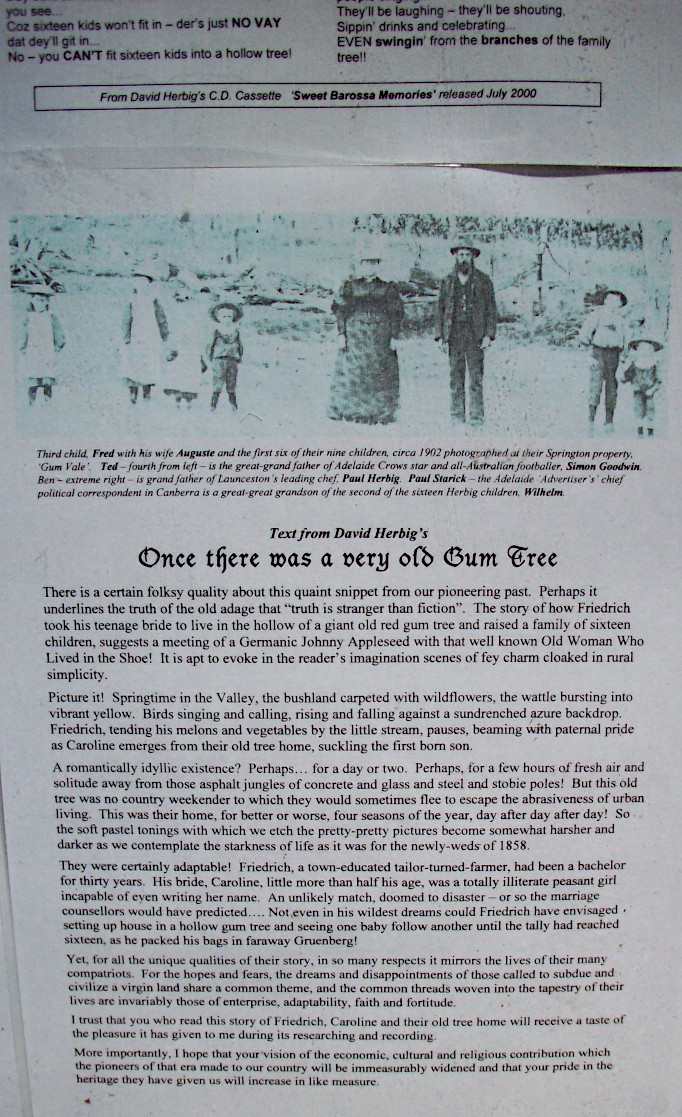 you see...
Coz sixteen kids won't fit in – der's just NO VAY
dat dey'll git in...
No – you CAN'T fit sixteen kids into a hollow tree!
They'll be laughing – they'll be shouting,
Sippin' drinks and celebrating...
EVEN swingin' from the branches of the family
tree!!
From David Herbig's C.D. Cassette 'Sweet Barossa Memories' released July 2000
Third child, Fred with his wife Auguste and the first six of their nine children, circa 1902 photographed at their Springton property,
'Gum Vale'. Ted – fourth from left – is the great-grand father of Adelaide Crows star and all-Australian footballer, Simon Goodwin.
Ben – extreme right – is grand father of Launceston's leading chef, Paul Herbig. Paul Starick – the Adelaide 'Advertiser's' chief
political correspondent in Canberra is a great-great grandson of the second of the sixteen Herbig children, Wilhelm.
Text from David Herbig's
Once there was a very old Gum Tree
There is a certain folksy quality about this quaint snippet from our pioneering past. Perhaps it
underlines the truth of the old adage that "truth is stranger than fiction". The story of how Friedrich
took his teenage bride to live in the hollow of a giant old red gum tree and raised a family of sixteen
children, suggests a meeting of a Germanic Johnny Appleseed with that well known Old Woman Who
Lived in the Shoe! It is apt to evoke in the reader's imagination scenes of fey charm cloaked in rural
simplicity.
Picture it! Springtime in the Valley, the bushland carpeted with wildflowers, the wattle bursting into
vibrant yellow. Birds singing and calling, rising and falling against a sundrenched azure backdrop.
Friedrich, tending his melons and vegetables by the little stream, pauses, beaming with paternal pride
as Caroline emerges from their old tree home, suckling the first born son.
A romantically idyllic existence? Perhaps... for a day or two. Perhaps, for a few hours of fresh air and
solitude away from those asphalt jungles of concrete and glass and steel and stobie poles! But this old
tree was no country weekender to which they would sometimes flee to escape the abrasiveness of urban
living. This was their home, for better or worse, four seasons of the year, day after day after day! So
the soft pastel tonings with which we etch the pretty-pretty pictures become somewhat harsher and
darker as we contemplate the starkness of life as it was for the newly-weds of 1858.
They were certainly adaptable! Friedrich, a town-educated tailor-turned-farmer, had been a bachelor
for thirty years. His bride, Caroline, little more than half his age, was a totally illiterate peasant girl
incapable of even writing her name. An unlikely match, doomed to disaster – or so the marriage
counsellors would have predicted.... Not even in his wildest dreams could Friedrich have envisaged
setting up house in a hollow gum tree and seeing one baby follow another until the tally had reached
sixteen, as he packed his bags in faraway Gruenberg!
Yet, for all the unique qualities of their story, in so many respects it mirrors the lives of their many
compatriots. For the hopes and fears, the dreams and disappointments of those called to subdue and
civilize a virgin land share a common theme, and the common threads woven into the tapestry of their
lives are invariably those of enterprise, adaptability, faith and fortitude.
I trust that you who read this story of Friedrich, Caroline and their old tree home will receive a taste of
the pleasure it has given to me during its researching and recording.
More importantly, I hope that your vision of the economic, cultural and religious contribution which
the pioneers of that era made to our country will be immeasurably widened and that your pride in the
heritage they have given us will increase in like measure.